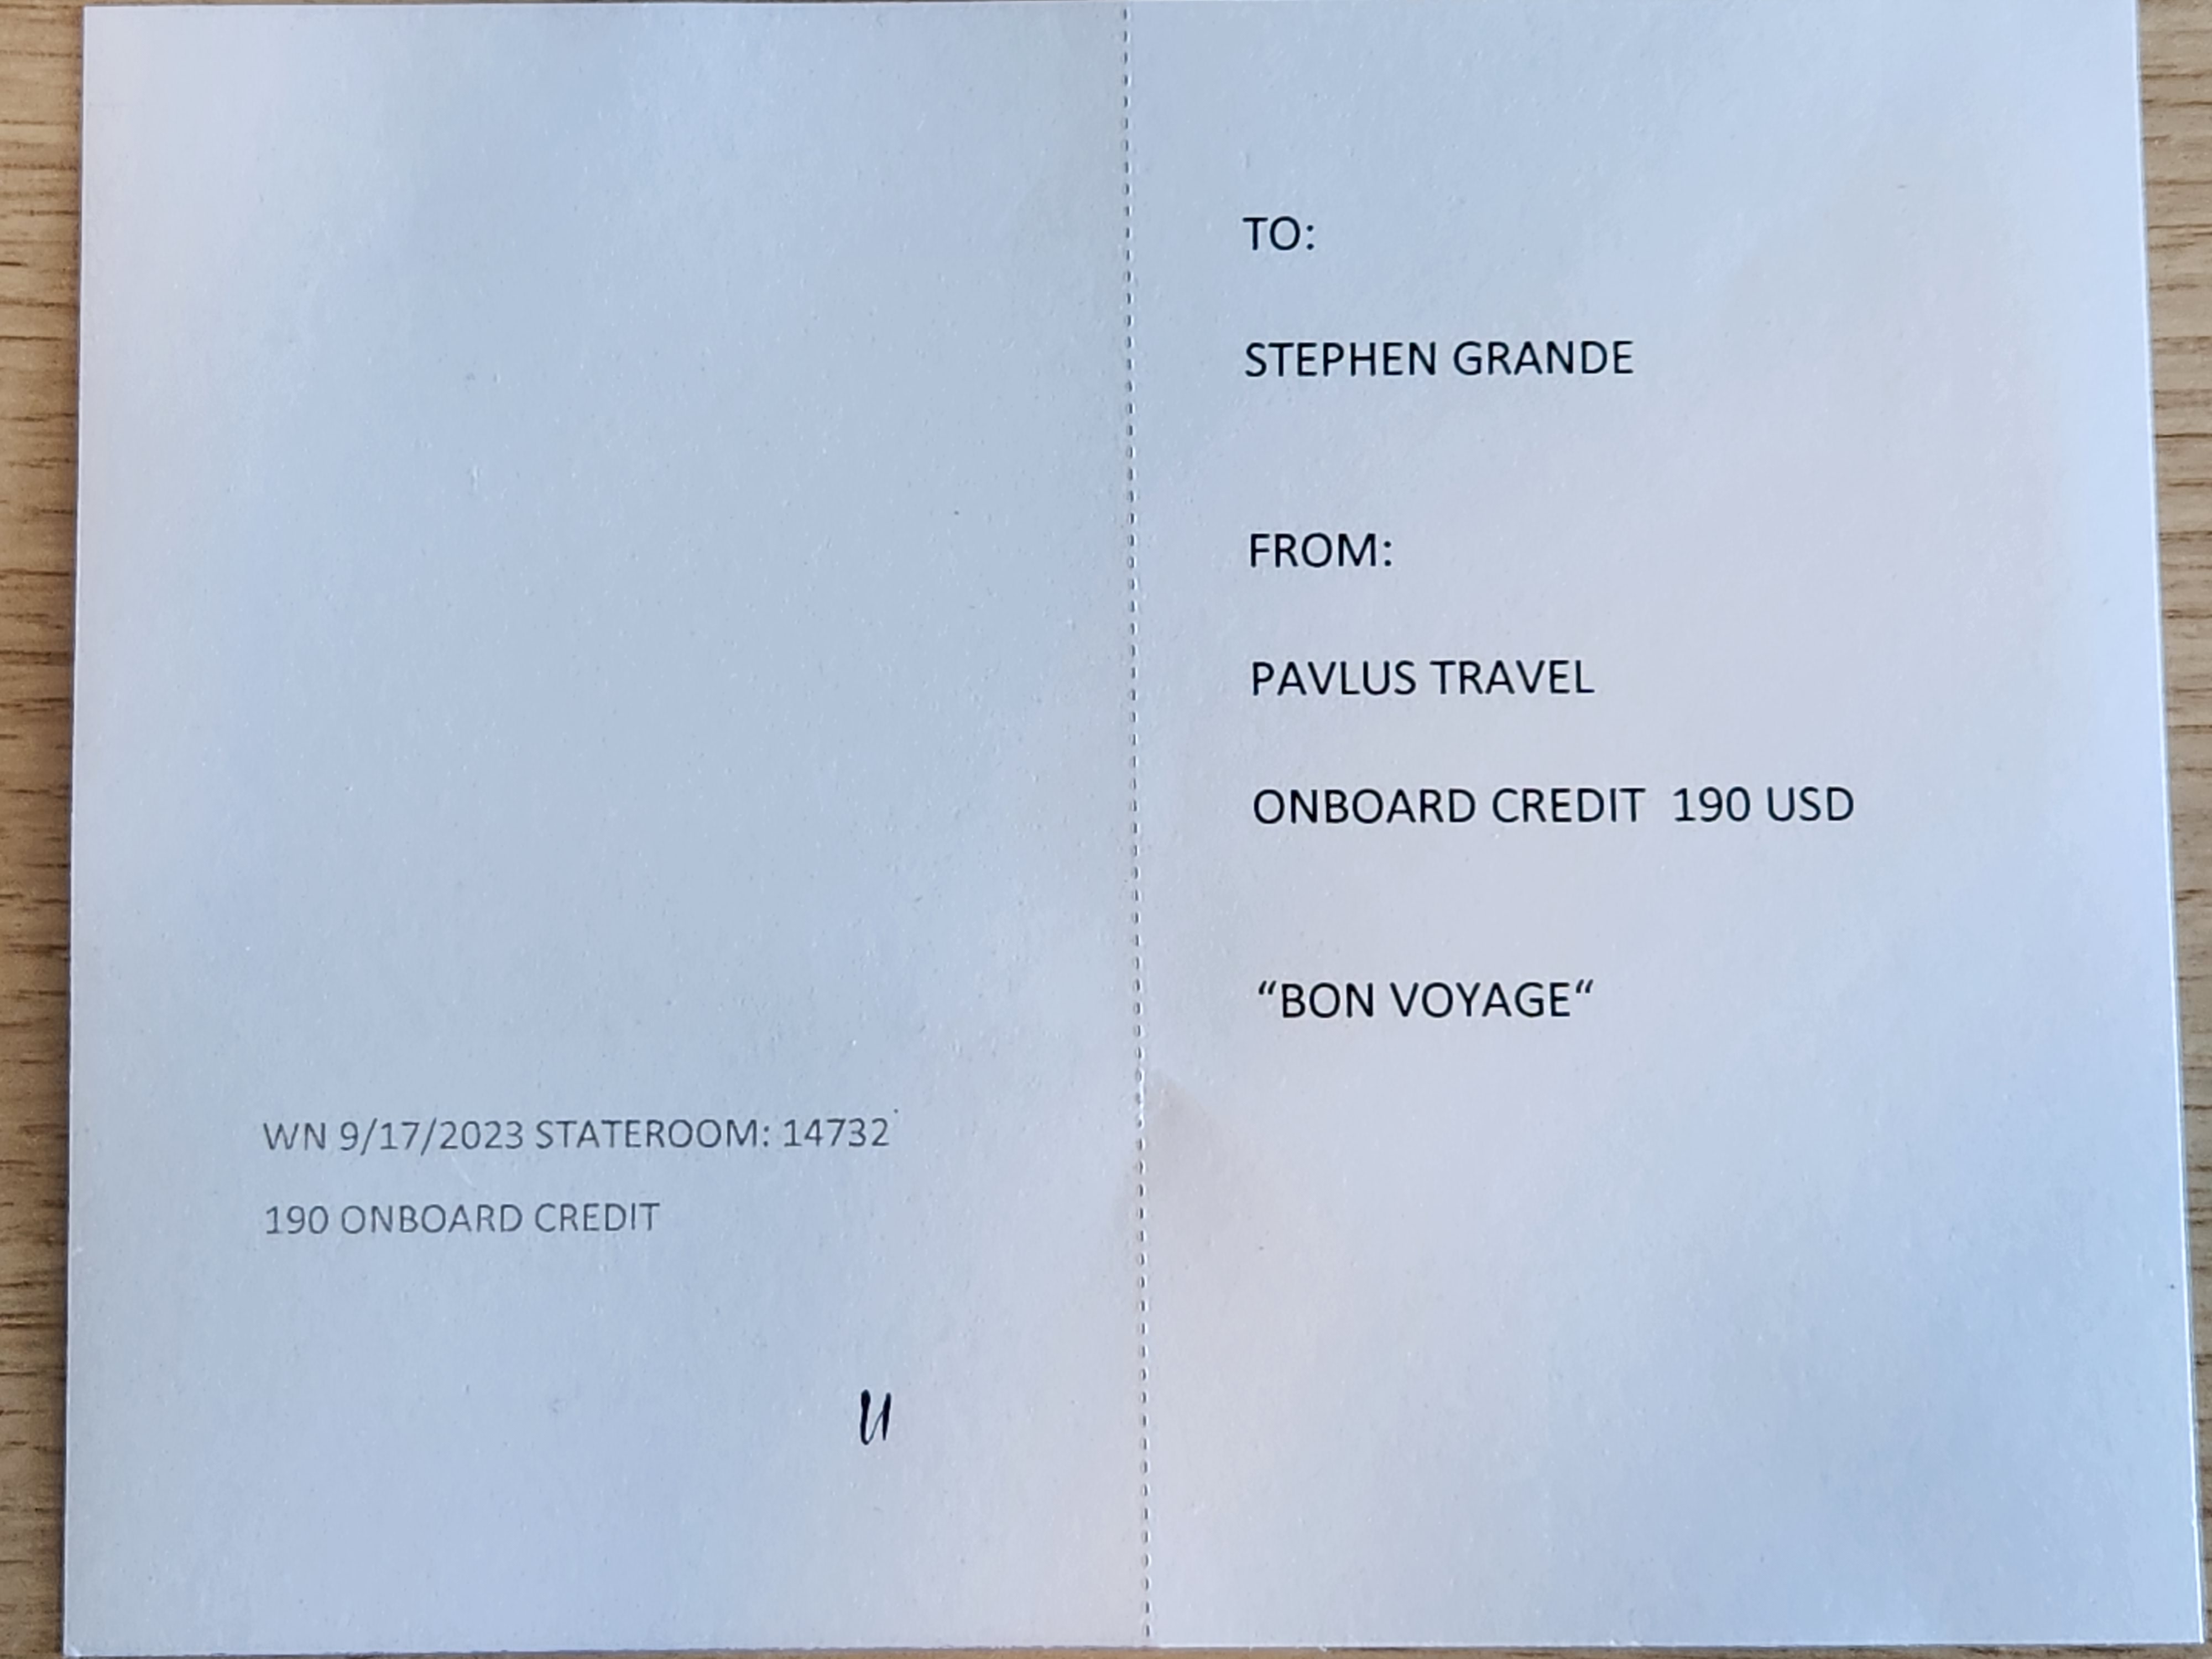 WN 9/17/2023 STATEROOM: 14732
190 ONBOARD CREDIT
TO:
STEPHEN GRANDE
FROM:
PAVLUS TRAVEL
ONBOARD CREDIT 190 USD
“BON VOYAGE“